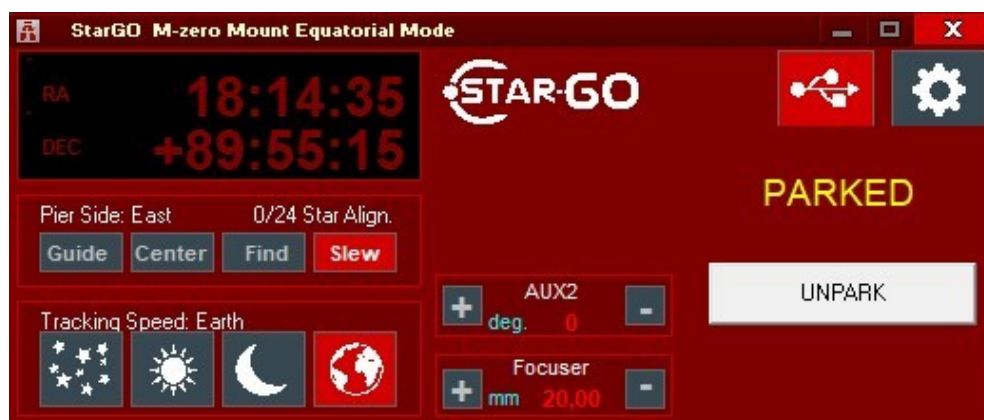 StarGO M-zero Mount Equatorial Mode
X
RA 18:14:35
DEC +89:55:15
STAR GO
PARKED
Pier Side: East 0/24 Star Align.
Guide Center Find Slew
UNPARK
Tracking Speed: Earth
+ AUX2 -
deg. 0
+ Focuser -
mm 20,00